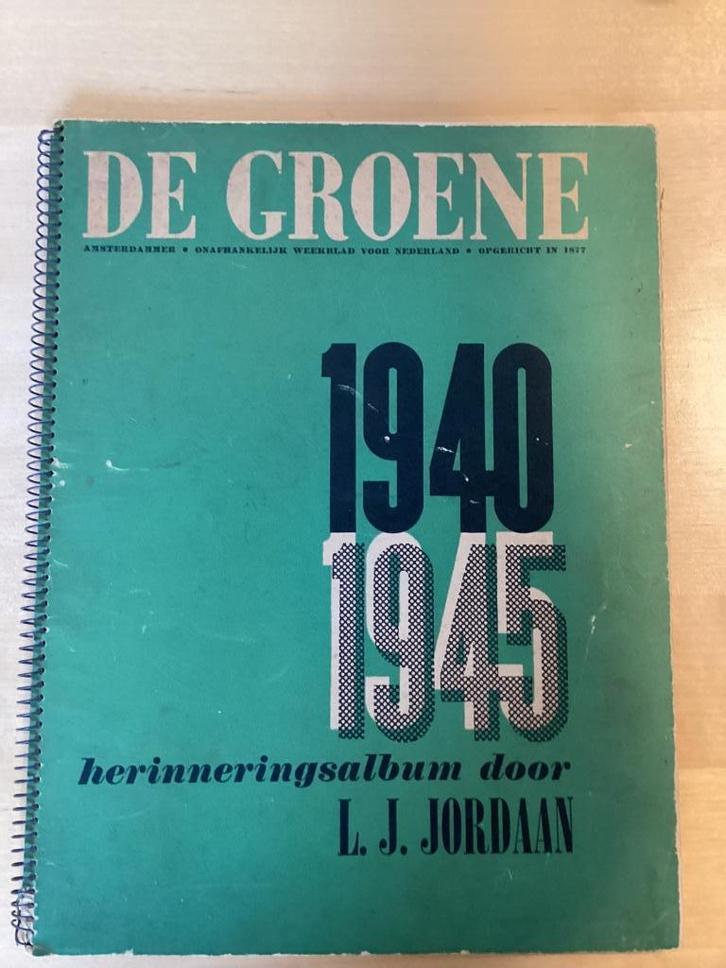 DE GROENE
AMSTERDAMMER * ONAFHANKELIJK WEEKBLAD VOOR NEDERLAND * OPGERICHT IN 1877
1940
1945
herinneringsalbum door
L. J. JORDAAN